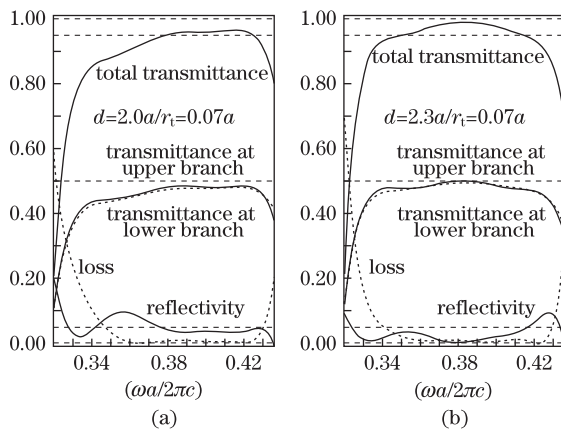 1.00
total transmittance
0.80
d=2.0a/rt=0.07a
0.60
transmittance at
upper branch
0.40
transmittance at
lower branch
loss
0.20
reflectivity
0.00
0.34 0.38 0.42
(ωa/2πc)
(a)
1.00
total transmittance
0.80
d=2.3a/rt=0.07a
0.60
transmittance at
upper branch
0.40
transmittance at
lower branch
loss
0.20
reflectivity
0.00
0.34 0.38 0.42
(ωa/2πc)
(b)